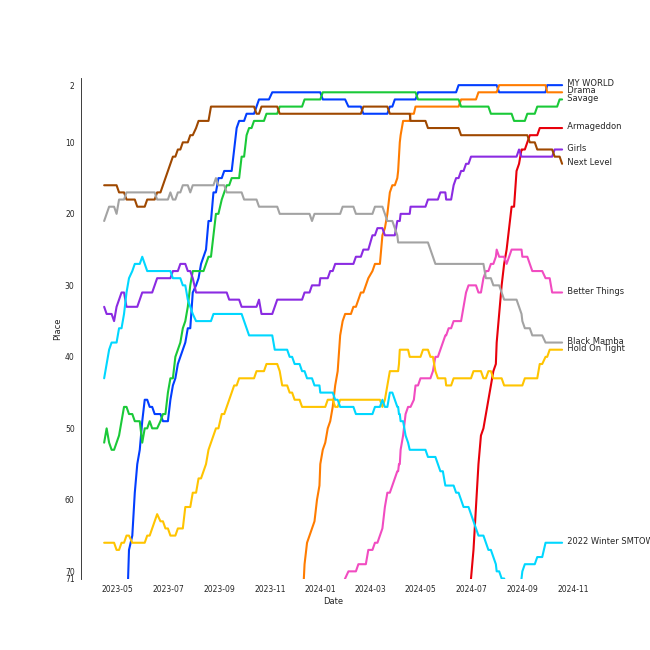 2
10
20
30
40
50
60
70
71
Place
2023-05
2023-07
2023-09
2023-11
2024-01
2024-03
2024-05
2024-07
2024-09
2024-11
Date
MY WORLD
Drama
Savage
Armageddon
Girls
Next Level
Better Things
Black Mamba
Hold On Tight
2022 Winter SMTOW